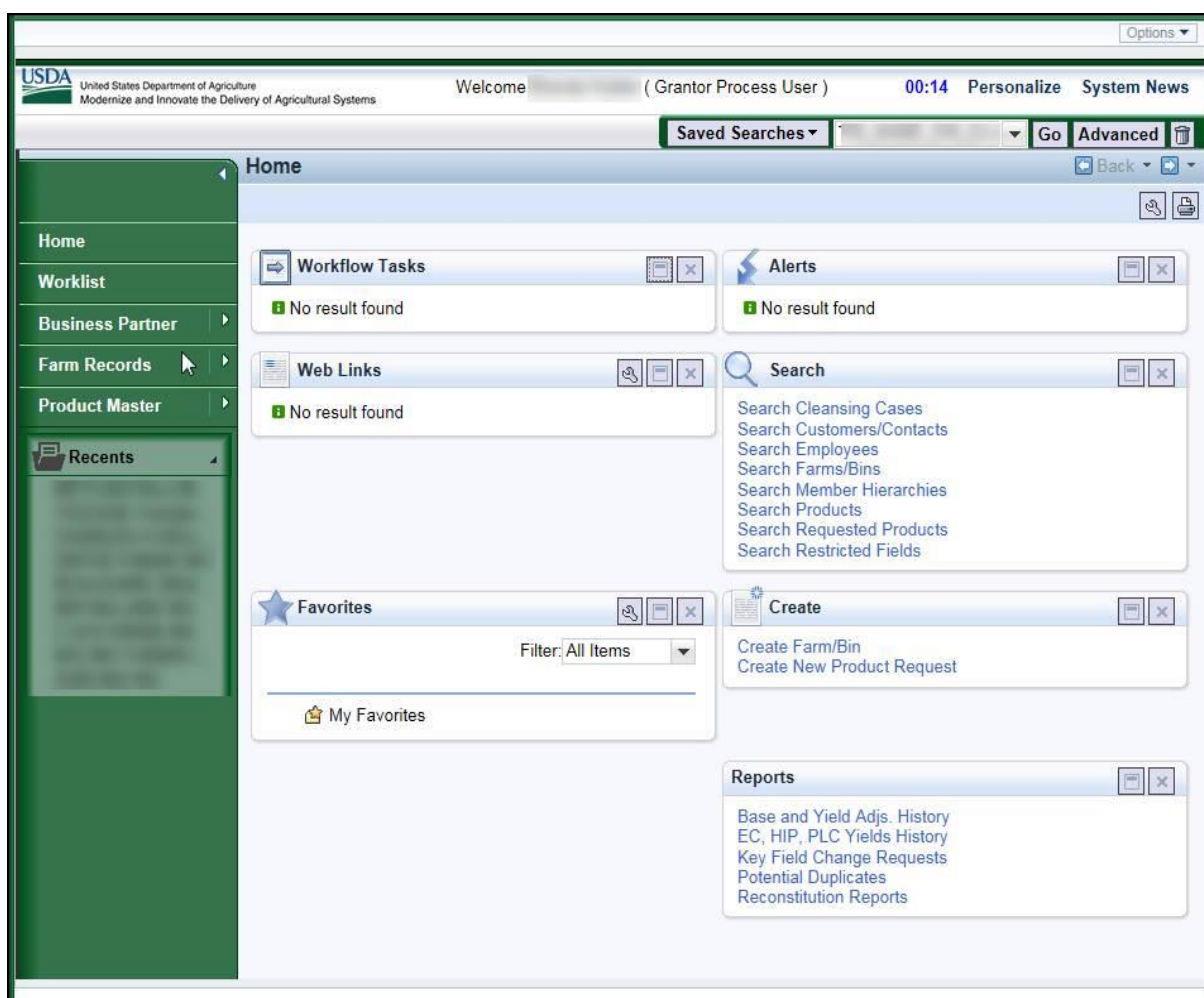 Options
USDA
United States Department of Agriculture
Modernize and Innovate the Delivery of Agricultural Systems
Welcome ( Grantor Process User ) 00:14 Personalize System News
Saved Searches Go Advanced
Home
Back
Home
Worklist
Business Partner
Farm Records
Product Master
Recents
Workflow Tasks
No result found
Alerts
No result found
Web Links
No result found
Search
Search Cleansing Cases
Search Customers/Contacts
Search Employees
Search Farms/Bins
Search Member Hierarchies
Search Products
Search Requested Products
Search Restricted Fields
Favorites
Filter: All Items
My Favorites
Create
Create Farm/Bin
Create New Product Request
Reports
Base and Yield Adjs. History
EC, HIP, PLC Yields History
Key Field Change Requests
Potential Duplicates
Reconstitution Reports